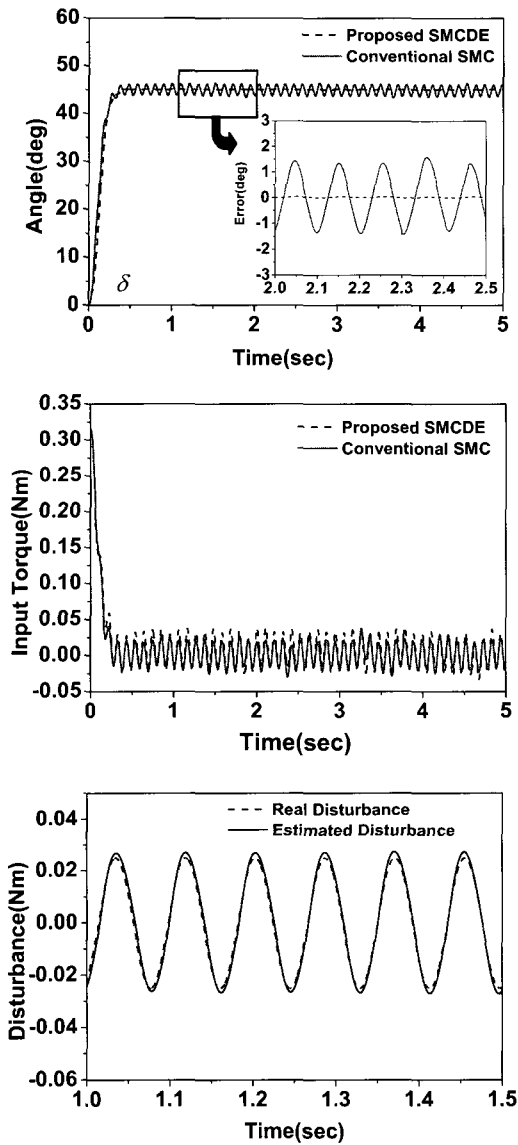 60
50
40
30
20
10
0
Angle(deg)
Proposed SMCDE
Conventional SMC
3
2
1
0
-1
-2
-3
Error(deg)
2.0 2.1 2.2 2.3 2.4 2.5
δ
0 1 2 3 4 5
Time(sec)
0.35
0.30
0.25
0.20
0.15
0.10
0.05
0.00
-0.05
Input Torque(Nm)
Proposed SMCDE
Conventional SMC
0 1 2 3 4 5
Time(sec)
0.04
0.02
0.00
-0.02
-0.04
-0.06
Disturbance(Nm)
Real Disturbance
Estimated Disturbance
1.0 1.1 1.2 1.3 1.4 1.5
Time(sec)